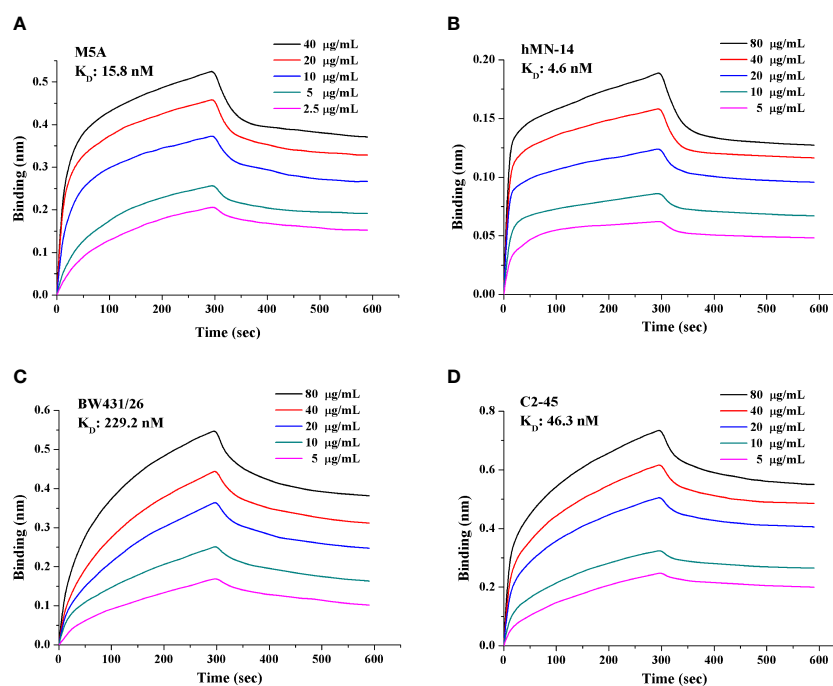 A
M5A
K_D: 15.8 nM
40 μg/mL
20 μg/mL
10 μg/mL
5 μg/mL
2.5 μg/mL
Binding (nm)
0.5
0.4
0.3
0.2
0.1
0.0
0 100 200 300 400 500 600
Time (sec)
B
hMN-14
K_D: 4.6 nM
80 μg/mL
40 μg/mL
20 μg/mL
10 μg/mL
5 μg/mL
Binding (nm)
0.20
0.15
0.10
0.05
0.00
0 100 200 300 400 500 600
Time (sec)
C
BW431/26
K_D: 229.2 nM
80 μg/mL
40 μg/mL
20 μg/mL
10 μg/mL
5 μg/mL
Binding (nm)
0.6
0.5
0.4
0.3
0.2
0.1
0.0
0 100 200 300 400 500 600
Time (sec)
D
C2-45
K_D: 46.3 nM
80 μg/mL
40 μg/mL
20 μg/mL
10 μg/mL
5 μg/mL
Binding (nm)
0.8
0.6
0.4
0.2
0.0
0 100 200 300 400 500 600
Time (sec)